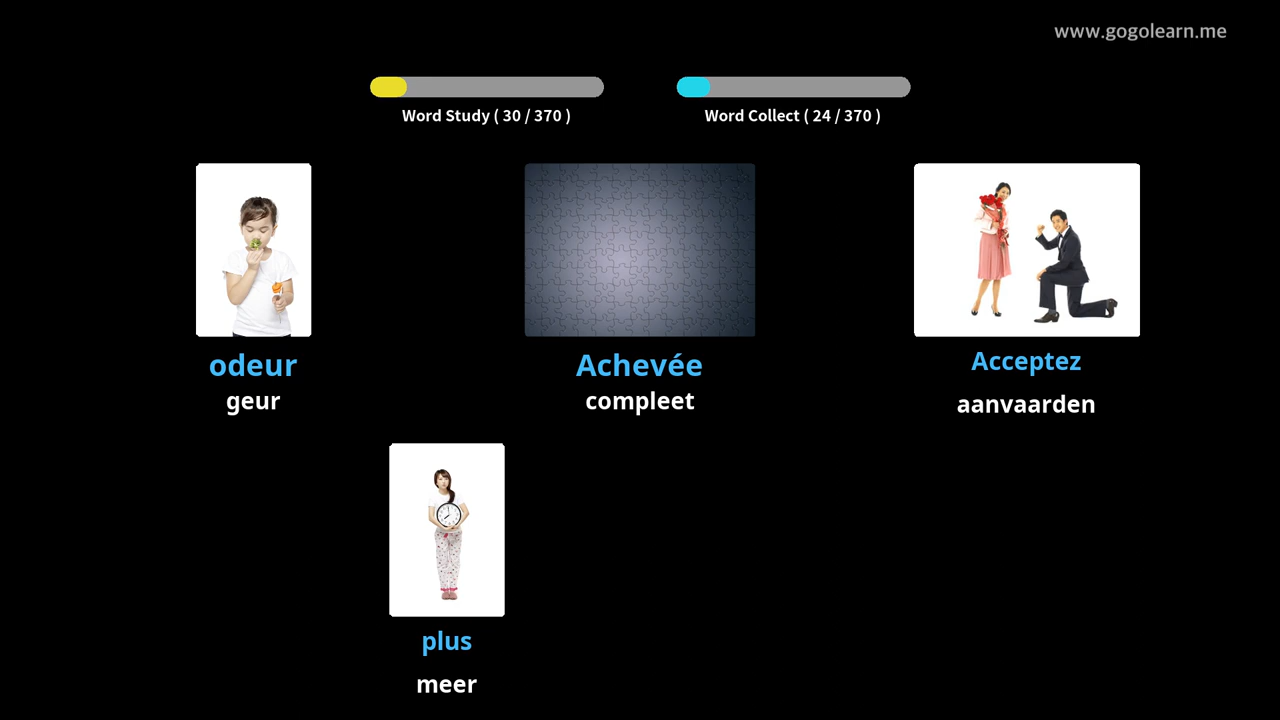 www.gogolearn.me
Word Study ( 30 / 370 )
Word Collect ( 24 / 370 )
odeur
geur
Achevée
compleet
Acceptez
aanvaarden
plus
meer